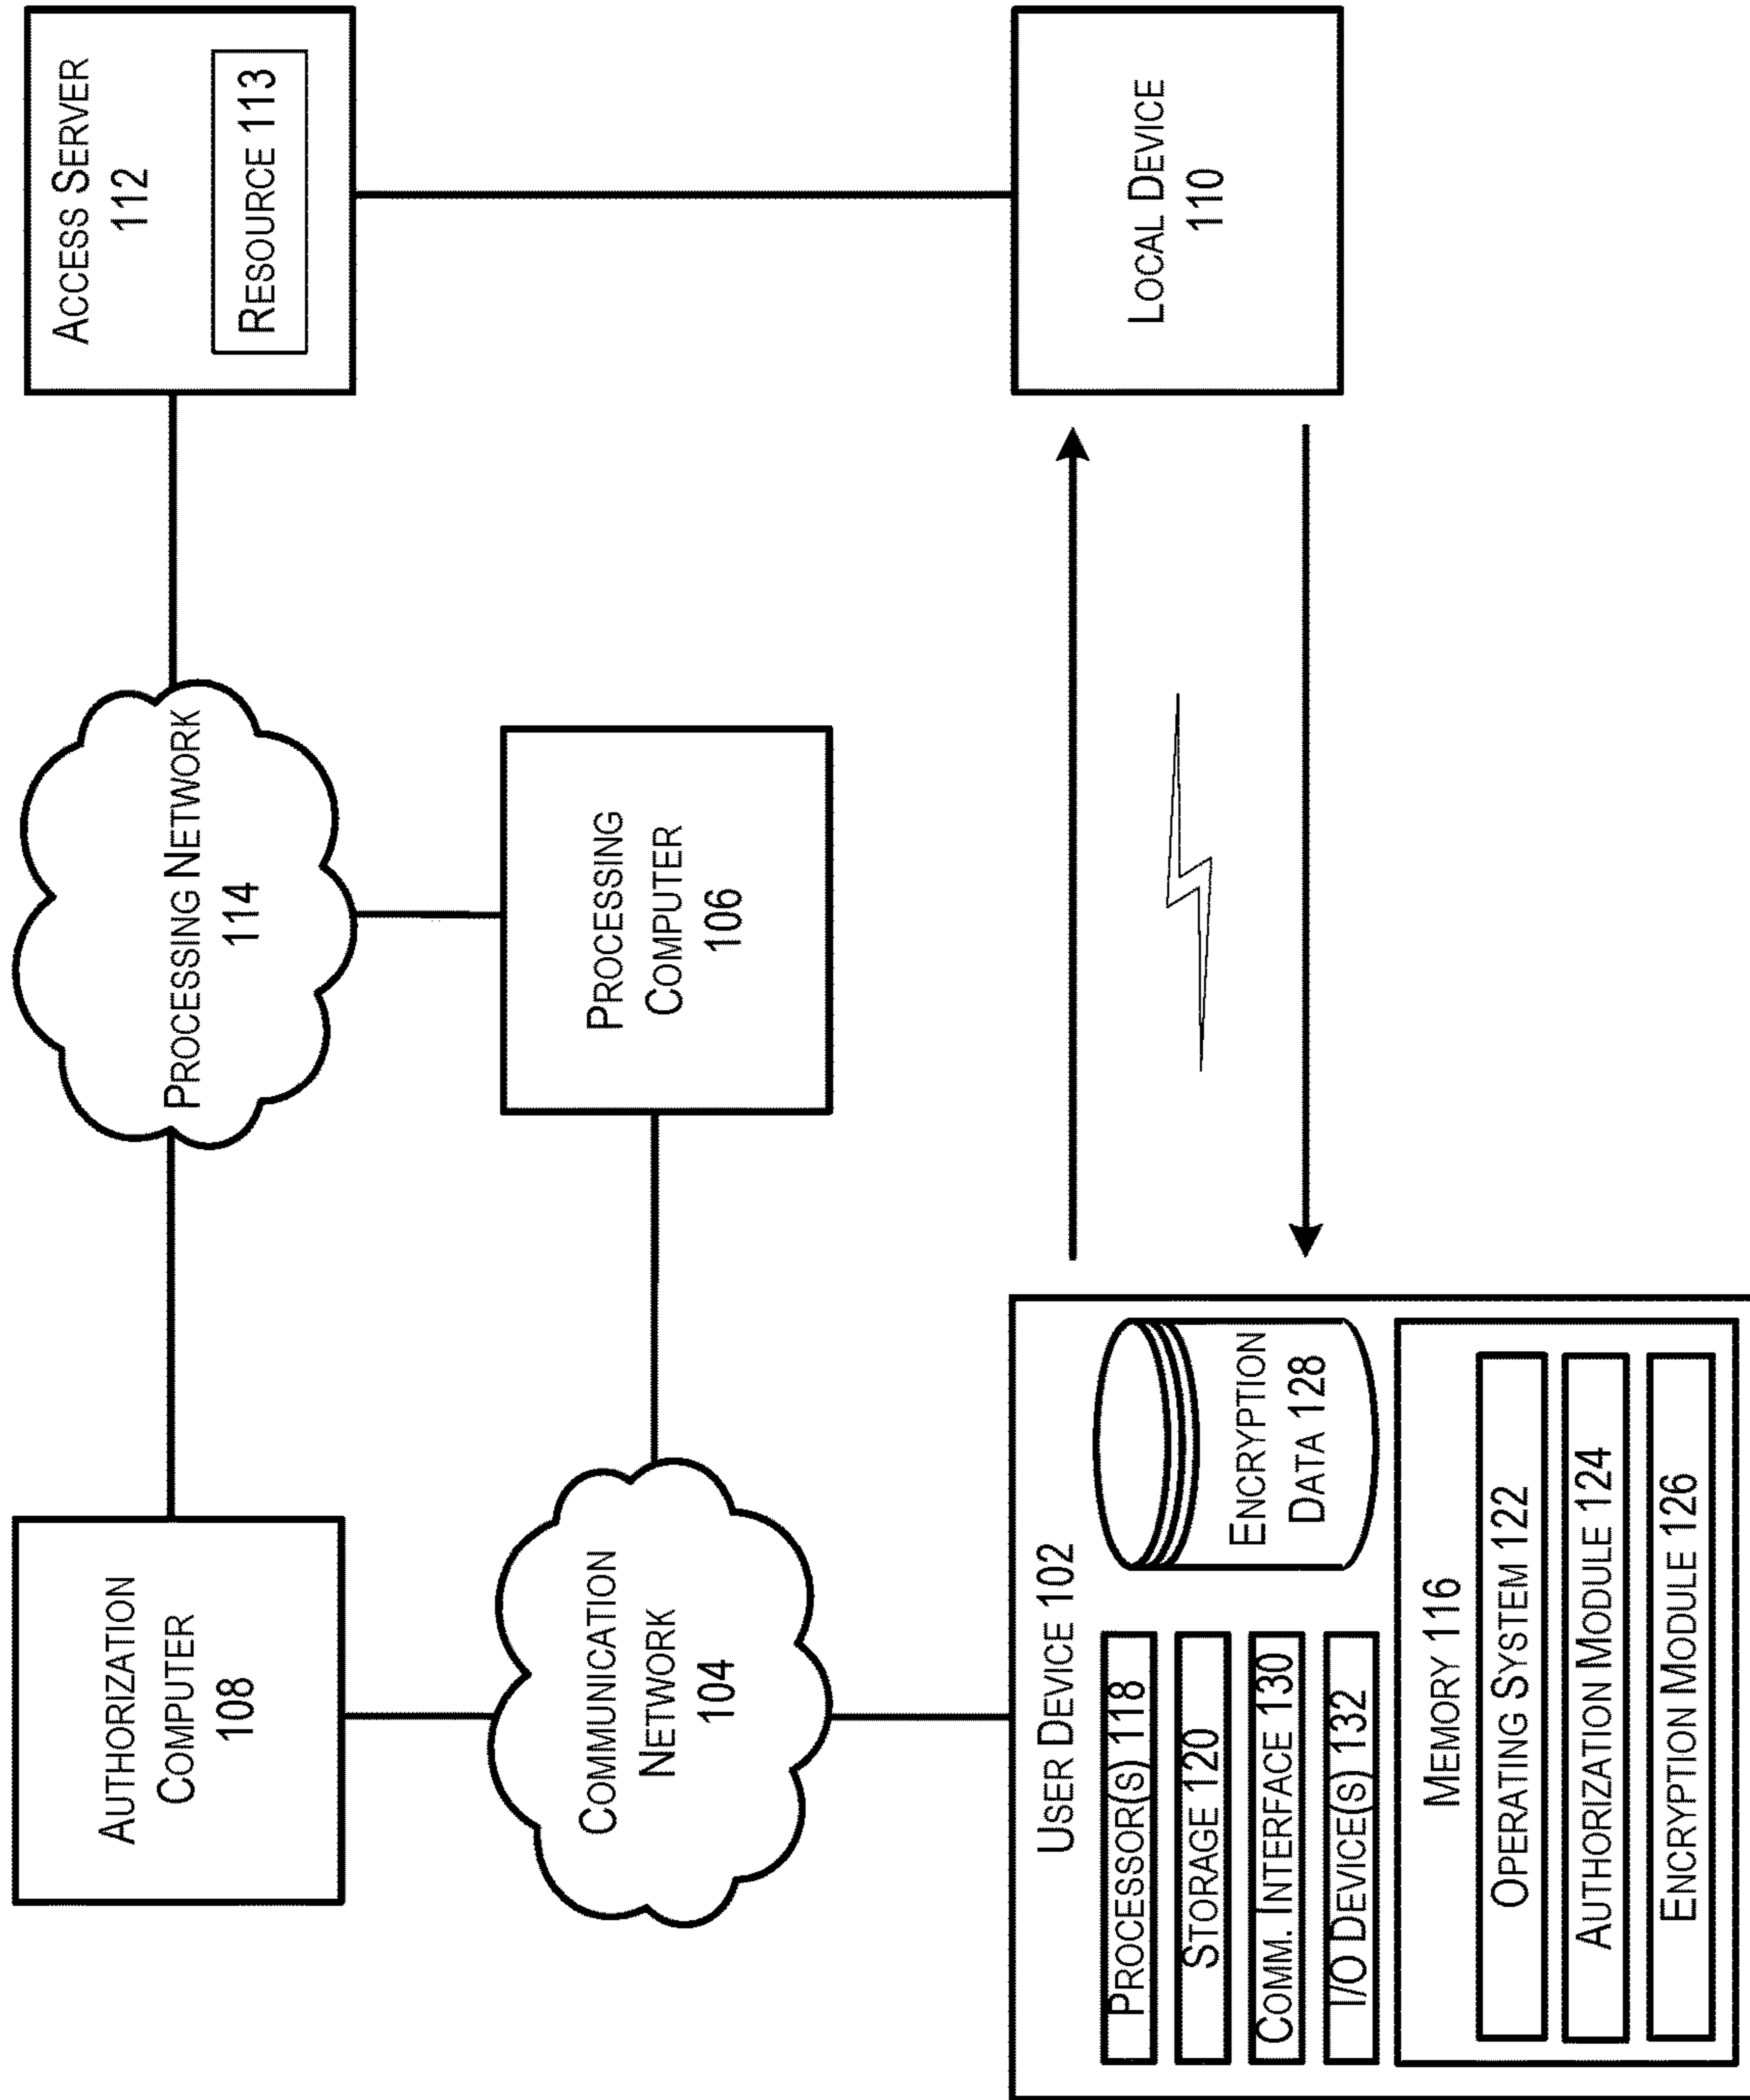 AUTHORIZATION
COMPUTER
108
PROCESSING NETWORK
114
ACCESS SERVER
112
RESOURCE 113
COMMUNICATION
NETWORK
104
PROCESSING
COMPUTER
106
USER DEVICE 102
PROCESSOR(S) 118
STORAGE 120
COMM. INTERFACE 130
I/O DEVICE(S) 132
ENCRYPTION
DATA 128
MEMORY 116
OPERATING SYSTEM 122
AUTHORIZATION MODULE 124
ENCRYPTION MODULE 126
LOCAL DEVICE
110